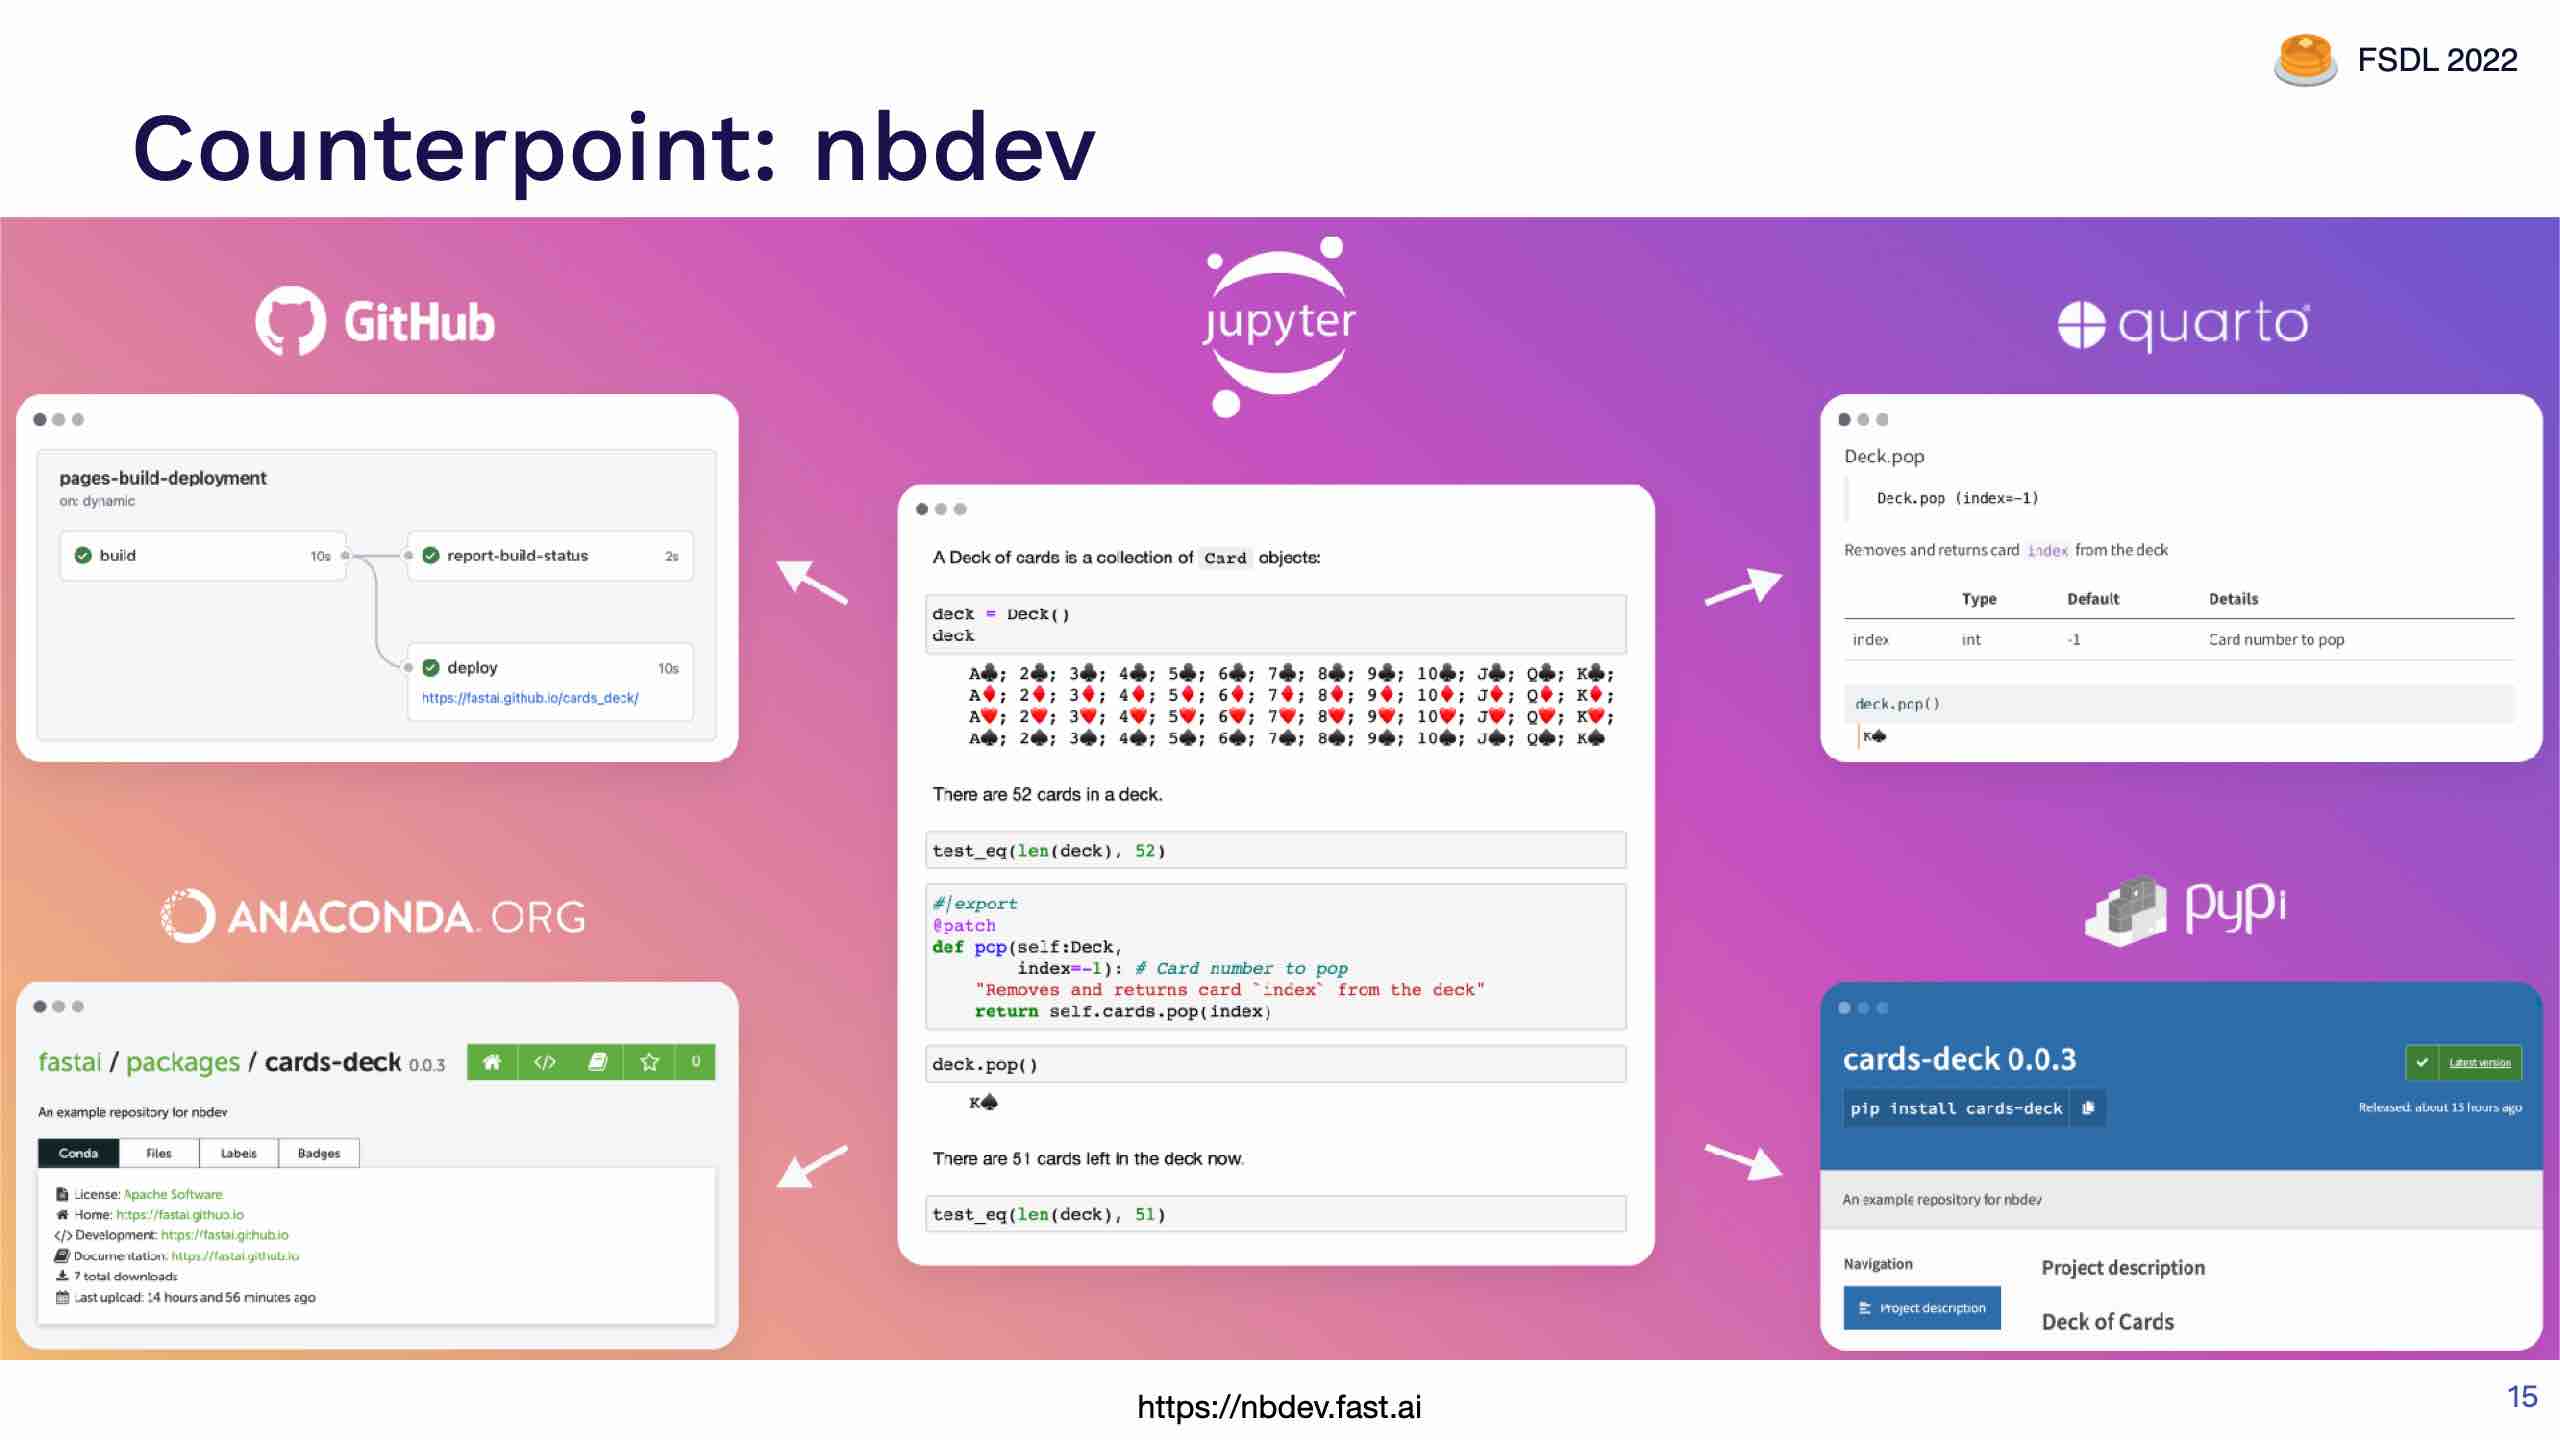 FSDL 2022
Counterpoint: nbdev
GitHub
pages-build-deployment
on: dynamic
build 10s
report-build-status 2s
deploy 10s
https://fastai.github.io/cards_deck/
jupyter
A Deck of cards is a collection of Card objects:
deck = Deck()
deck
A♣; 2♣; 3♣; 4♣; 5♣; 6♣; 7♣; 8♣; 9♣; 10♣; J♣; Q♣; K♣;
A♦; 2♦; 3♦; 4♦; 5♦; 6♦; 7♦; 8♦; 9♦; 10♦; J♦; Q♦; K♦;
A♥; 2♥; 3♥; 4♥; 5♥; 6♥; 7♥; 8♥; 9♥; 10♥; J♥; Q♥; K♥;
A♠; 2♠; 3♠; 4♠; 5♠; 6♠; 7♠; 8♠; 9♠; 10♠; J♠; Q♠; K♠
There are 52 cards in a deck.
test_eq(len(deck), 52)
#|export
@patch
def pop(self:Deck,
index=-1): # Card number to pop
"Removes and returns card `index` from the deck"
return self.cards.pop(index)
deck.pop()
K♠
There are 51 cards left in the deck now.
test_eq(len(deck), 51)
quarto
Deck.pop
Deck.pop (index=-1)
Removes and returns card index from the deck
Type Default Details
index int -1 Card number to pop
deck.pop()
K♠
ANACONDA.ORG
fastai / packages / cards-deck 0.0.3
0
An example repository for nbdev
Conda Files Labels Badges
License: Apache Software
Home: https://fastai.github.io
</> Development: https://fastai.github.io
Documentation: https://fastai.github.io
7 total downloads
Last upload: 14 hours and 56 minutes ago
pypi
cards-deck 0.0.3
Latest version
pip install cards-deck
Released: about 15 hours ago
An example repository for nbdev
Navigation
Project description
Project description
Deck of Cards
https://nbdev.fast.ai
15